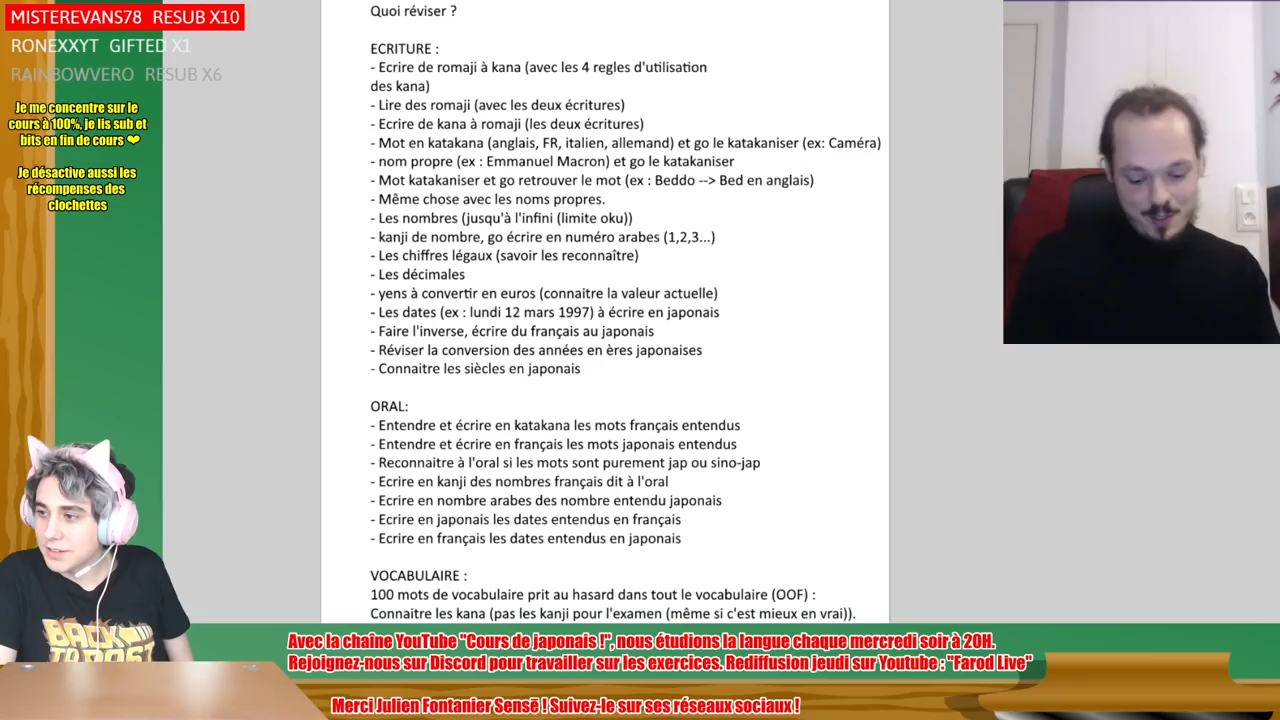 MISTEREVANS78 RESUB X10
RONEXXYT GIFTED X1
RAINBOWVERO RESUB X6
Je me concentre sur le
cours à 100%, je lis sub et
bits en fin de cours ❤
Je désactive aussi les
récompenses des
clochettes
Quoi réviser ?
ECRITURE :
- Ecrire de romaji à kana (avec les 4 regles d'utilisation
des kana)
- Lire des romaji (avec les deux écritures)
- Ecrire de kana à romaji (les deux écritures)
- Mot en katakana (anglais, FR, italien, allemand) et go le katakaniser (ex: Caméra)
- nom propre (ex : Emmanuel Macron) et go le katakaniser
- Mot katakaniser et go retrouver le mot (ex : Beddo --> Bed en anglais)
- Même chose avec les noms propres.
- Les nombres (jusqu'à l'infini (limite oku))
- kanji de nombre, go écrire en numéro arabes (1,2,3...)
- Les chiffres légaux (savoir les reconnaître)
- Les décimales
- yens à convertir en euros (connaitre la valeur actuelle)
- Les dates (ex : lundi 12 mars 1997) à écrire en japonais
- Faire l'inverse, écrire du français au japonais
- Réviser la conversion des années en ères japonaises
- Connaitre les siècles en japonais
ORAL:
- Entendre et écrire en katakana les mots français entendus
- Entendre et écrire en français les mots japonais entendus
- Reconnaitre à l'oral si les mots sont purement jap ou sino-jap
- Ecrire en kanji des nombres français dit à l'oral
- Ecrire en nombre arabes des nombre entendu japonais
- Ecrire en japonais les dates entendus en français
- Ecrire en français les dates entendus en japonais
VOCABULAIRE :
100 mots de vocabulaire prit au hasard dans tout le vocabulaire (OOF) :
Connaitre les kana (pas les kanji pour l'examen (même si c'est mieux en vrai)).
BACK
Avec la chaîne YouTube "Cours de japonais !", nous étudions la langue chaque mercredi soir à 20H.
Rejoignez-nous sur Discord pour travailler sur les exercices. Rediffusion jeudi sur Youtube : "Farod Live"
Merci Julien Fontanier Sensē ! Suivez-le sur ses réseaux sociaux !